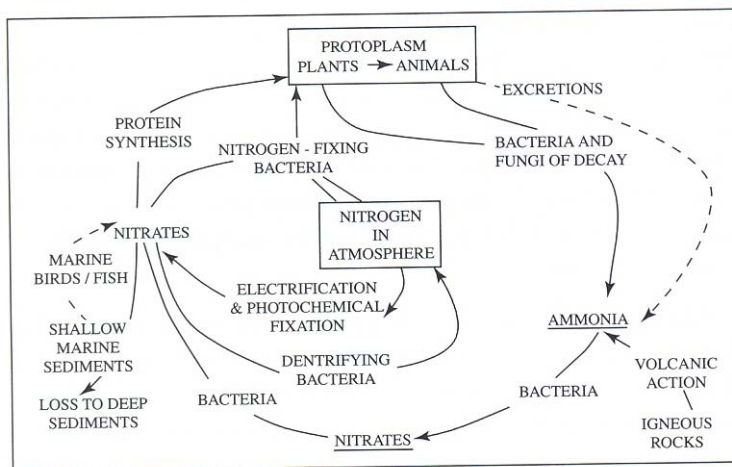 PROTOPLASM
PLANTS → ANIMALS
EXCRETIONS
PROTEIN
SYNTHESIS
NITROGEN - FIXING
BACTERIA
BACTERIA AND
FUNGI OF DECAY
NITROGEN
IN
ATMOSPHERE
NITRATES
MARINE
BIRDS / FISH
ELECTRIFICATION
& PHOTOCHEMICAL
FIXATION
SHALLOW
MARINE
SEDIMENTS
AMMONIA
DENTRIFYING
BACTERIA
VOLCANIC
ACTION
LOSS TO DEEP
SEDIMENTS
BACTERIA
BACTERIA
IGNEOUS
ROCKS
NITRATES